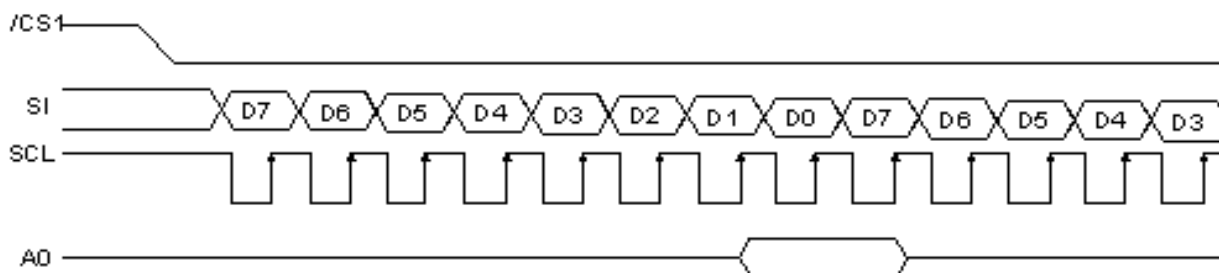 /CS1
SI D7 D6 D5 D4 D3 D2 D1 D0 D7 D6 D5 D4 D3
SCL
A0